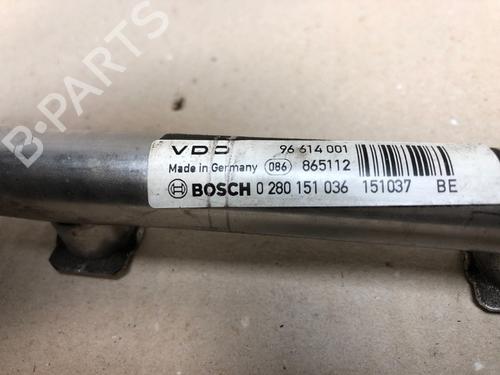 VDO 96 614 001
Made in Germany 086 865112
BOSCH 0 280 151 036 151037 BE
B-PARTS